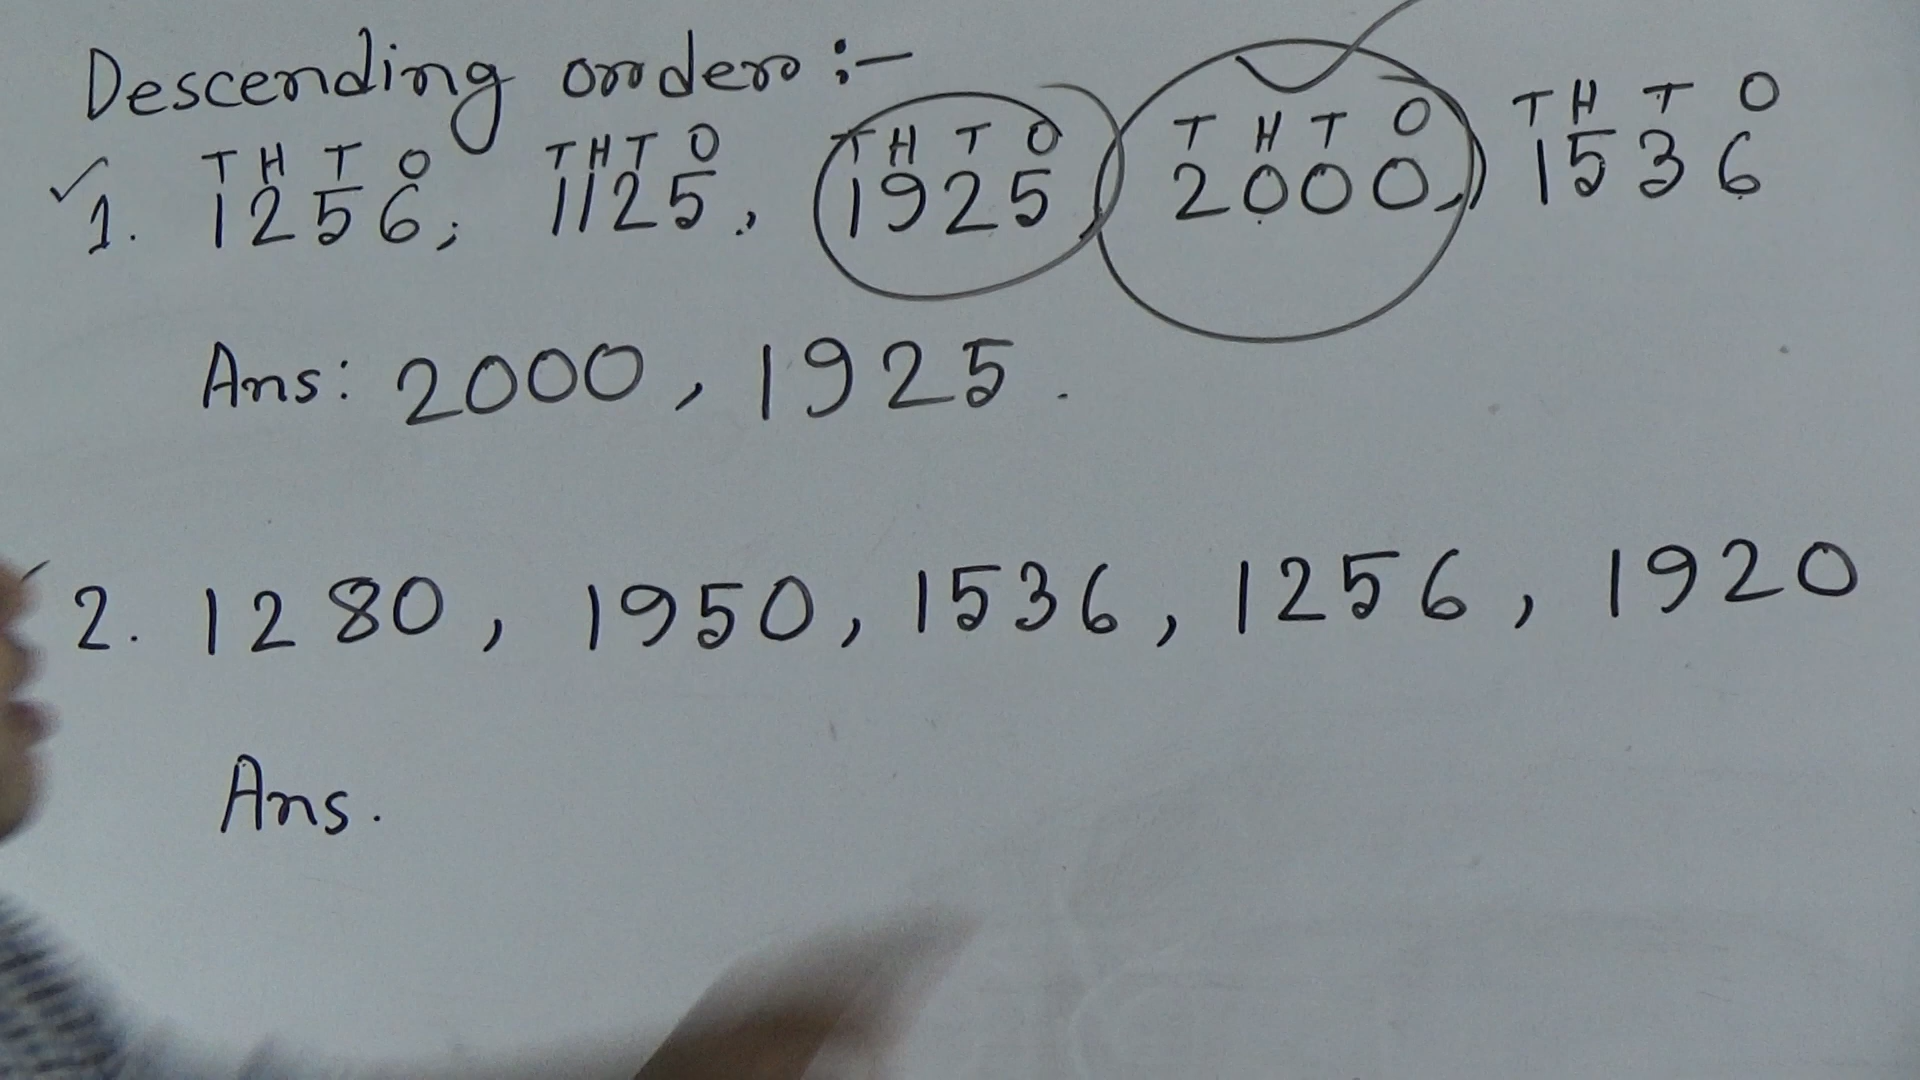 Descending order :-
T H T O T H T O T H T O T H T O T H T O
1. 1256, 1125, 1925, 2000, 1536
Ans: 2000, 1925.
2. 1280, 1950, 1536, 1256, 1920
Ans.